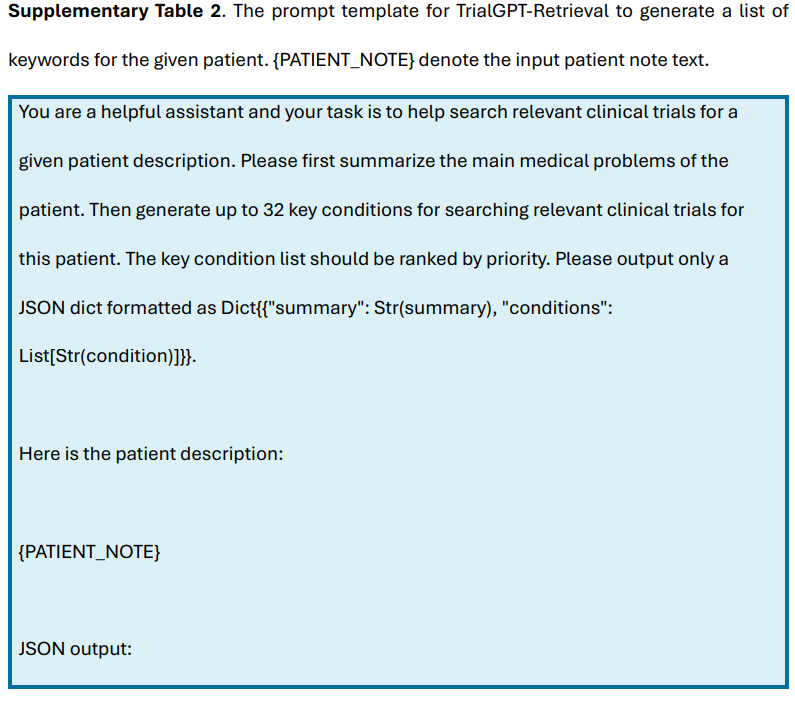 Supplementary Table 2. The prompt template for TrialGPT-Retrieval to generate a list of
keywords for the given patient. {PATIENT_NOTE} denote the input patient note text.
You are a helpful assistant and your task is to help search relevant clinical trials for a
given patient description. Please first summarize the main medical problems of the
patient. Then generate up to 32 key conditions for searching relevant clinical trials for
this patient. The key condition list should be ranked by priority. Please output only a
JSON dict formatted as Dict{{"summary": Str(summary), "conditions":
List[Str(condition)]}}.
Here is the patient description:
{PATIENT_NOTE}
JSON output: